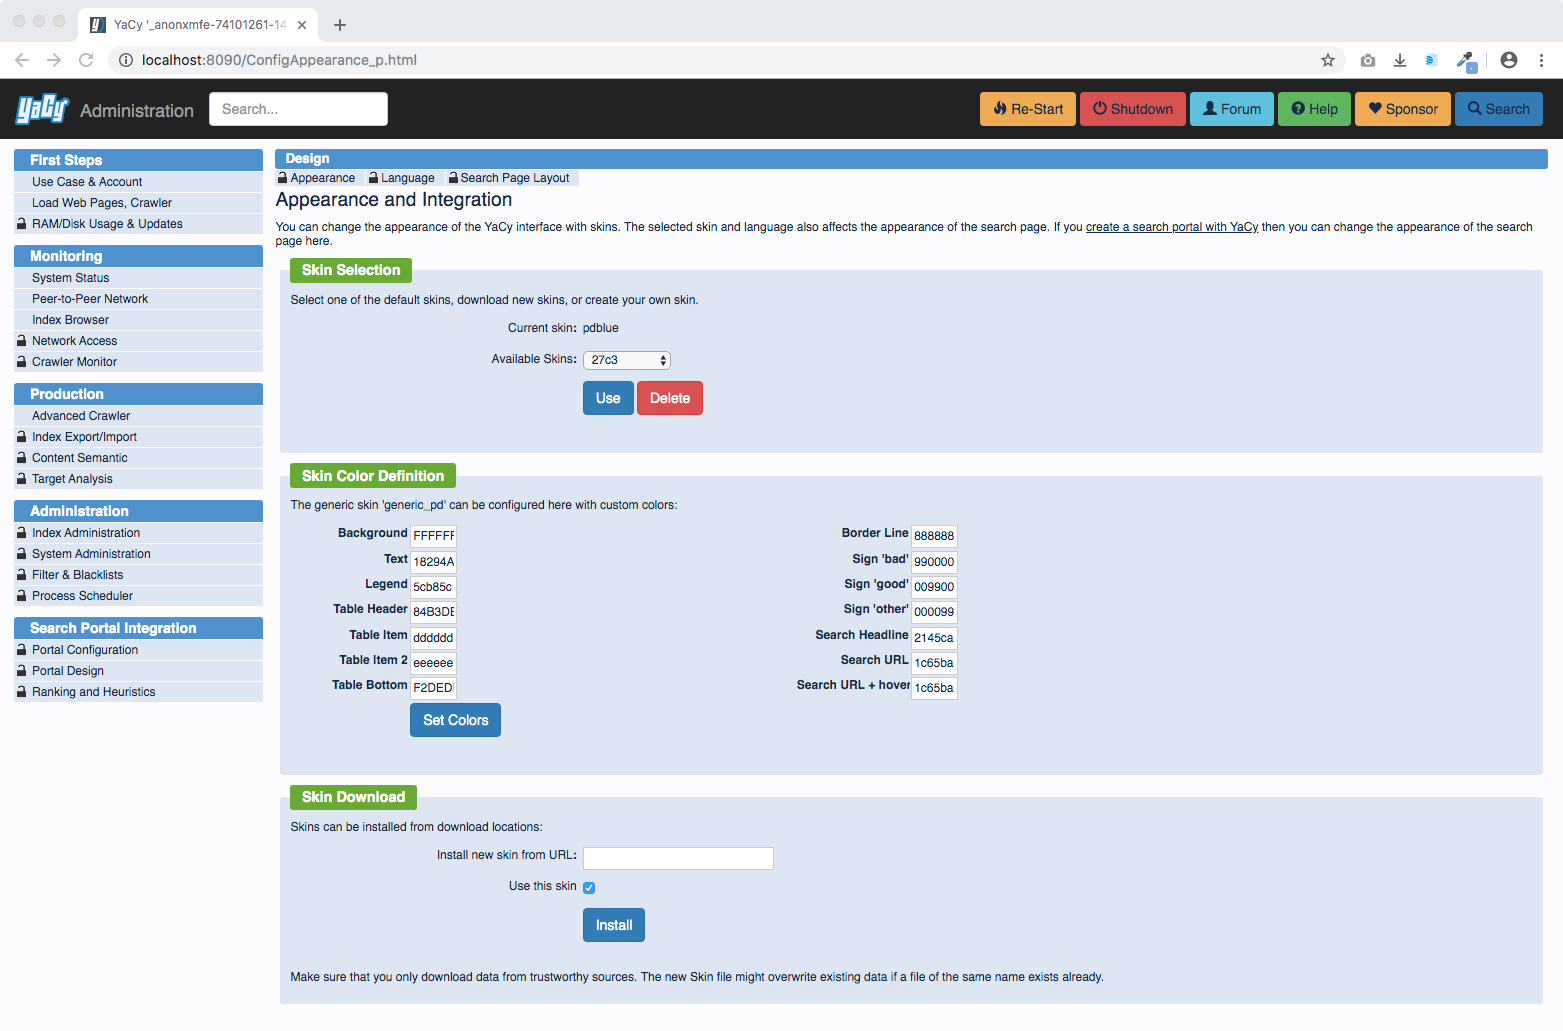 YaCy '_anonxmfe-74101261-14
localhost:8090/ConfigAppearance_p.html
YaCy Administration Search... Re-Start Shutdown Forum Help Sponsor Search
First Steps
Use Case & Account
Load Web Pages, Crawler
RAM/Disk Usage & Updates
Monitoring
System Status
Peer-to-Peer Network
Index Browser
Network Access
Crawler Monitor
Production
Advanced Crawler
Index Export/Import
Content Semantic
Target Analysis
Administration
Index Administration
System Administration
Filter & Blacklists
Process Scheduler
Search Portal Integration
Portal Configuration
Portal Design
Ranking and Heuristics
Design
Appearance Language Search Page Layout
Appearance and Integration
You can change the appearance of the YaCy interface with skins. The selected skin and language also affects the appearance of the search page. If you create a search portal with YaCy then you can change the appearance of the search
page here.
Skin Selection
Select one of the default skins, download new skins, or create your own skin.
Current skin: pdblue
Available Skins: 27c3
Use Delete
Skin Color Definition
The generic skin 'generic_pd' can be configured here with custom colors:
Background FFFFFF Border Line 888888
Text 18294A Sign 'bad' 990000
Legend 5cb85c Sign 'good' 009900
Table Header 84B3DE Sign 'other' 000099
Table Item dddddd Search Headline 2145ca
Table Item 2 eeeeee Search URL 1c65ba
Table Bottom F2DED Search URL + hover 1c65ba
Set Colors
Skin Download
Skins can be installed from download locations:
Install new skin from URL:
Use this skin
Install
Make sure that you only download data from trustworthy sources. The new Skin file might overwrite existing data if a file of the same name exists already.